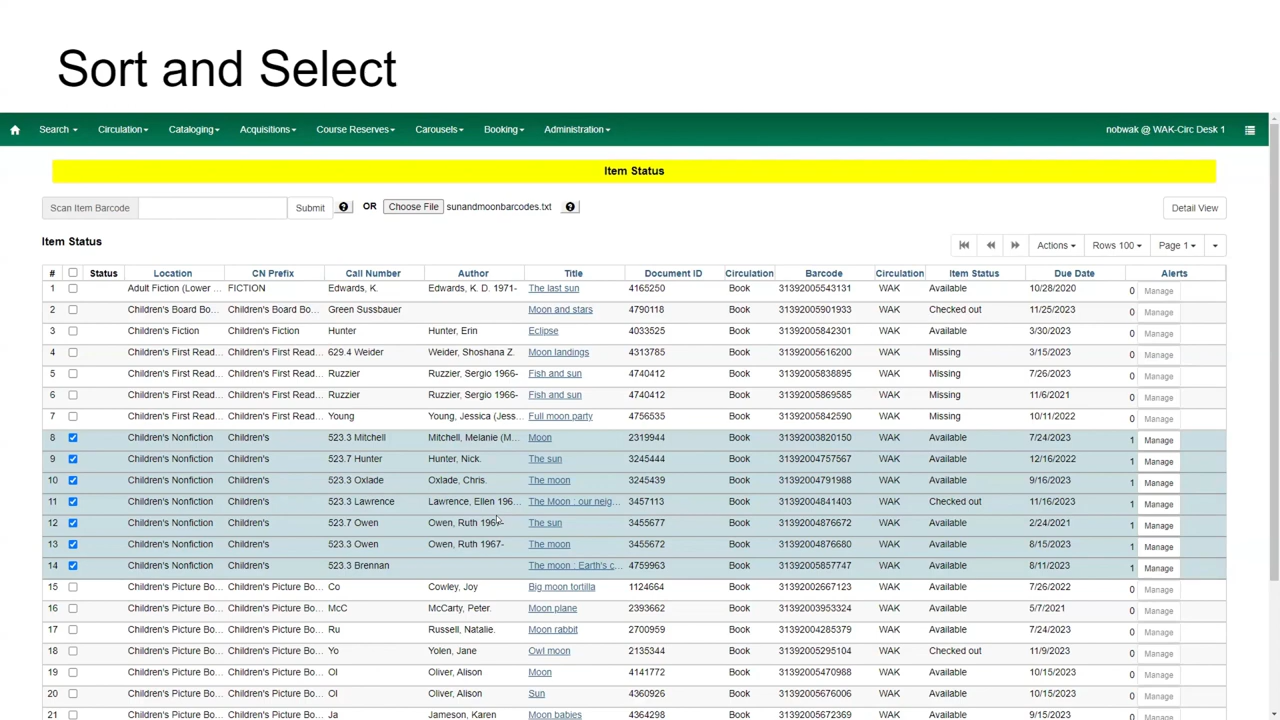 Sort and Select
Search Circulation Cataloging Acquisitions Course Reserves Carousels Booking Administration nobwak @ WAK-Circ Desk 1
Item Status
Scan Item Barcode Submit OR Choose File sunandmoonbarcodes.txt Detail View
Item Status Actions Rows 100 Page 1
# Status Location CN Prefix Call Number Author Title Document ID Circulation Barcode Circulation Item Status Due Date Alerts
1 Adult Fiction (Lower ... FICTION Edwards, K. Edwards, K. D. 1971- The last sun 4165250 Book 31392005543131 WAK Available 10/28/2020 0 Manage
2 Children's Board Bo... Children's Board Bo... Green Sussbauer Moon and stars 4790118 Book 31392005901933 WAK Checked out 11/25/2023 0 Manage
3 Children's Fiction Children's Fiction Hunter Hunter, Erin Eclipse 4033525 Book 31392005842301 WAK Available 3/30/2023 0 Manage
4 Children's First Read... Children's First Read... 629.4 Weider Weider, Shoshana Z. Moon landings 4313785 Book 31392005616200 WAK Missing 3/15/2023 0 Manage
5 Children's First Read... Children's First Read... Ruzzier Ruzzier, Sergio 1966- Fish and sun 4740412 Book 31392005838895 WAK Missing 7/26/2023 0 Manage
6 Children's First Read... Children's First Read... Ruzzier Ruzzier, Sergio 1966- Fish and sun 4740412 Book 31392005869585 WAK Missing 11/6/2021 0 Manage
7 Children's First Read... Children's First Read... Young Young, Jessica (Jess... Full moon party 4756535 Book 31392005842590 WAK Missing 10/11/2022 0 Manage
8 Children's Nonfiction Children's 523.3 Mitchell Mitchell, Melanie (M... Moon 2319944 Book 31392003820150 WAK Available 7/24/2023 1 Manage
9 Children's Nonfiction Children's 523.7 Hunter Hunter, Nick. The sun 3245444 Book 31392004757567 WAK Available 12/16/2022 1 Manage
10 Children's Nonfiction Children's 523.3 Oxlade Oxlade, Chris. The moon 3245439 Book 31392004791988 WAK Available 9/16/2023 1 Manage
11 Children's Nonfiction Children's 523.3 Lawrence Lawrence, Ellen 196... The Moon : our neig... 3457113 Book 31392004841403 WAK Checked out 11/16/2023 1 Manage
12 Children's Nonfiction Children's 523.7 Owen Owen, Ruth 1967- The sun 3455677 Book 31392004876672 WAK Available 2/24/2021 1 Manage
13 Children's Nonfiction Children's 523.3 Owen Owen, Ruth 1967- The moon 3455672 Book 31392004876680 WAK Available 8/15/2023 1 Manage
14 Children's Nonfiction Children's 523.3 Brennan The moon : Earth's c... 4759963 Book 31392005857747 WAK Available 8/11/2023 1 Manage
15 Children's Picture Bo... Children's Picture Bo... Co Cowley, Joy Big moon tortilla 1124664 Book 31392002667123 WAK Available 7/26/2022 0 Manage
16 Children's Picture Bo... Children's Picture Bo... McC McCarty, Peter. Moon plane 2393662 Book 31392003953324 WAK Available 5/7/2021 0 Manage
17 Children's Picture Bo... Children's Picture Bo... Ru Russell, Natalie. Moon rabbit 2700959 Book 31392004285379 WAK Available 7/24/2023 0 Manage
18 Children's Picture Bo... Children's Picture Bo... Yo Yolen, Jane Owl moon 2135344 Book 31392005295104 WAK Checked out 11/9/2023 0 Manage
19 Children's Picture Bo... Children's Picture Bo... Ol Oliver, Alison Moon 4141772 Book 31392005470988 WAK Available 10/15/2023 0 Manage
20 Children's Picture Bo... Children's Picture Bo... Ol Oliver, Alison Sun 4360926 Book 31392005676006 WAK Available 10/15/2023 0 Manage
21 Children's Picture Bo... Children's Picture Bo... Ja Jameson, Karen Moon babies 4364298 Book 31392005672369 WAK Available 9/15/2023 0 Manage